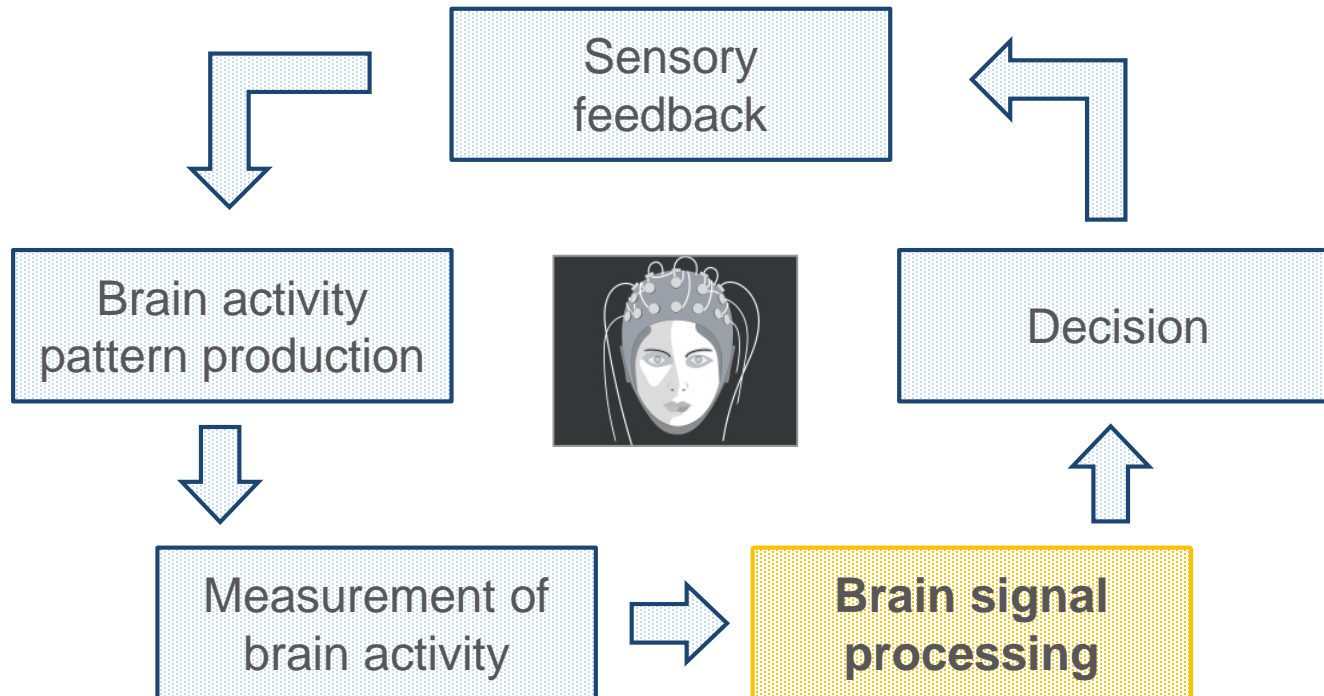 Sensory
feedback
Brain activity
pattern production
Decision
Measurement of
brain activity
Brain signal
processing